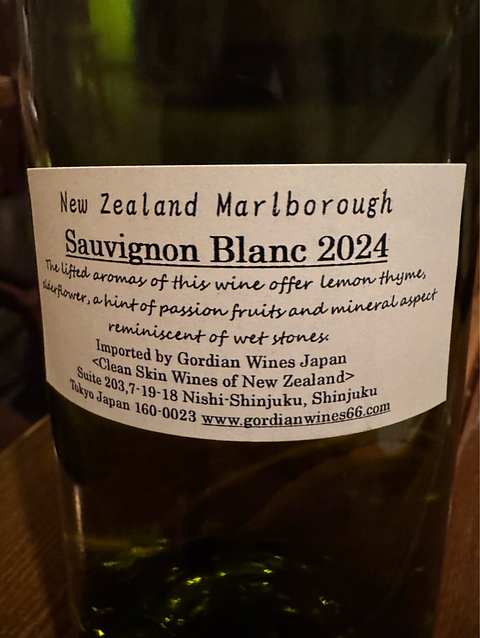 New Zealand Marlborough
Sauvignon Blanc 2024
The lifted aromas of this wine offer lemon thyme,
elderflower, a hint of passion fruits and mineral aspect
reminiscent of wet stones.
Imported by Gordian Wines Japan
<Clean Skin Wines of New Zealand>
Suite 203,7-19-18 Nishi-Shinjuku, Shinjuku
Tokyo Japan 160-0023 www.gordianwines66.com